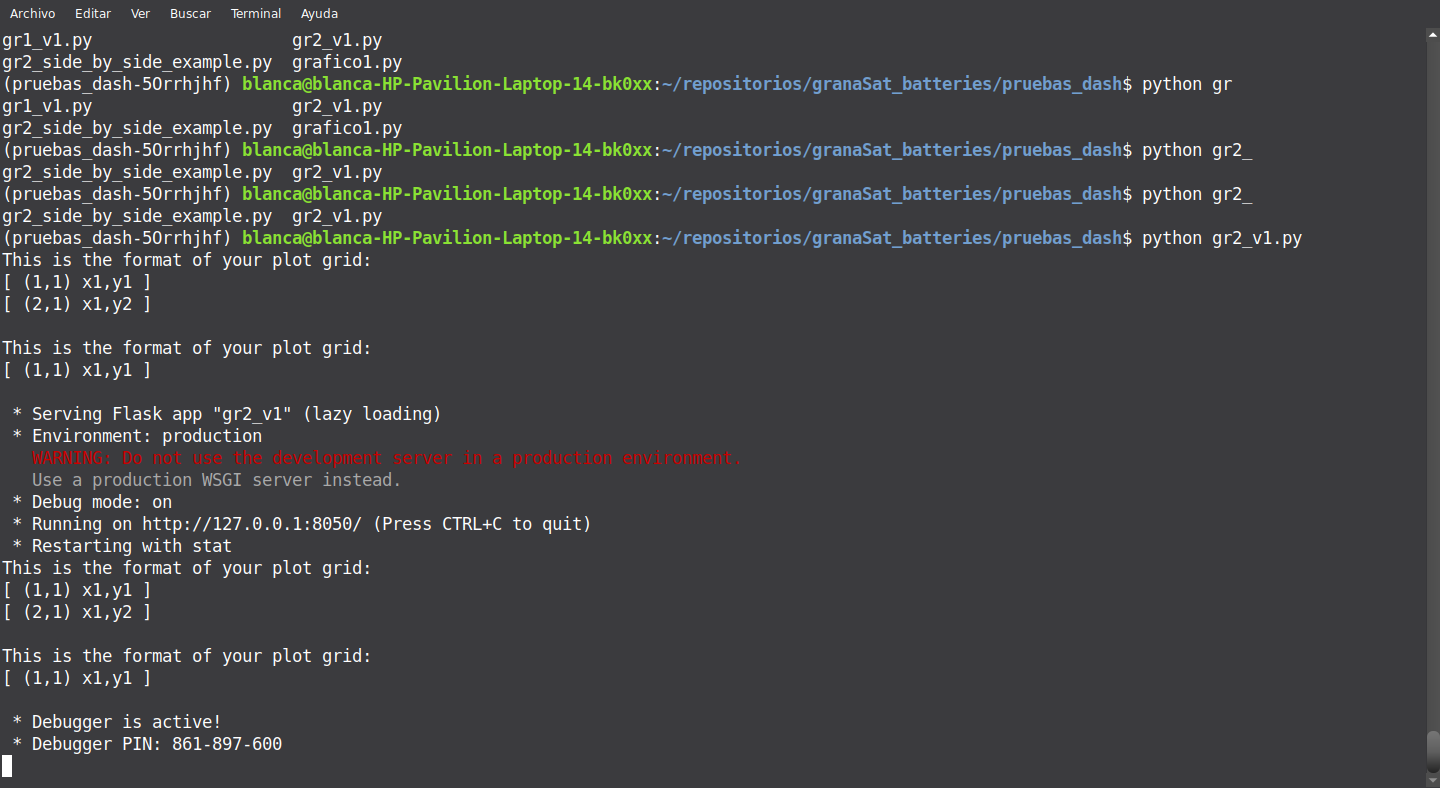 Archivo Editar Ver Buscar Terminal Ayuda
gr1_v1.py                    gr2_v1.py
gr2_side_by_side_example.py  grafico1.py
(pruebas_dash-5Orrhjhf) blanca@blanca-HP-Pavilion-Laptop-14-bk0xx:~/repositorios/granaSat_batteries/pruebas_dash$ python gr
gr1_v1.py                    gr2_v1.py
gr2_side_by_side_example.py  grafico1.py
(pruebas_dash-5Orrhjhf) blanca@blanca-HP-Pavilion-Laptop-14-bk0xx:~/repositorios/granaSat_batteries/pruebas_dash$ python gr2_
gr2_side_by_side_example.py  gr2_v1.py
(pruebas_dash-5Orrhjhf) blanca@blanca-HP-Pavilion-Laptop-14-bk0xx:~/repositorios/granaSat_batteries/pruebas_dash$ python gr2_
gr2_side_by_side_example.py  gr2_v1.py
(pruebas_dash-5Orrhjhf) blanca@blanca-HP-Pavilion-Laptop-14-bk0xx:~/repositorios/granaSat_batteries/pruebas_dash$ python gr2_v1.py
This is the format of your plot grid:
[ (1,1) x1,y1 ]
[ (2,1) x1,y2 ]

This is the format of your plot grid:
[ (1,1) x1,y1 ]

 * Serving Flask app "gr2_v1" (lazy loading)
 * Environment: production
   WARNING: Do not use the development server in a production environment.
   Use a production WSGI server instead.
 * Debug mode: on
 * Running on http://127.0.0.1:8050/ (Press CTRL+C to quit)
 * Restarting with stat
This is the format of your plot grid:
[ (1,1) x1,y1 ]
[ (2,1) x1,y2 ]

This is the format of your plot grid:
[ (1,1) x1,y1 ]

 * Debugger is active!
 * Debugger PIN: 861-897-600